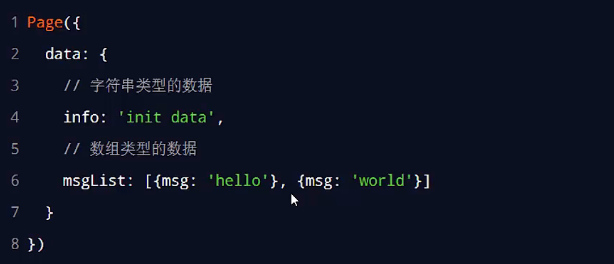 1 Page({
2 data: {
3 // 字符串类型的数据
4 info: 'init data',
5 // 数组类型的数据
6 msgList: [{msg: 'hello'}, {msg: 'world'}]
7 }
8 })